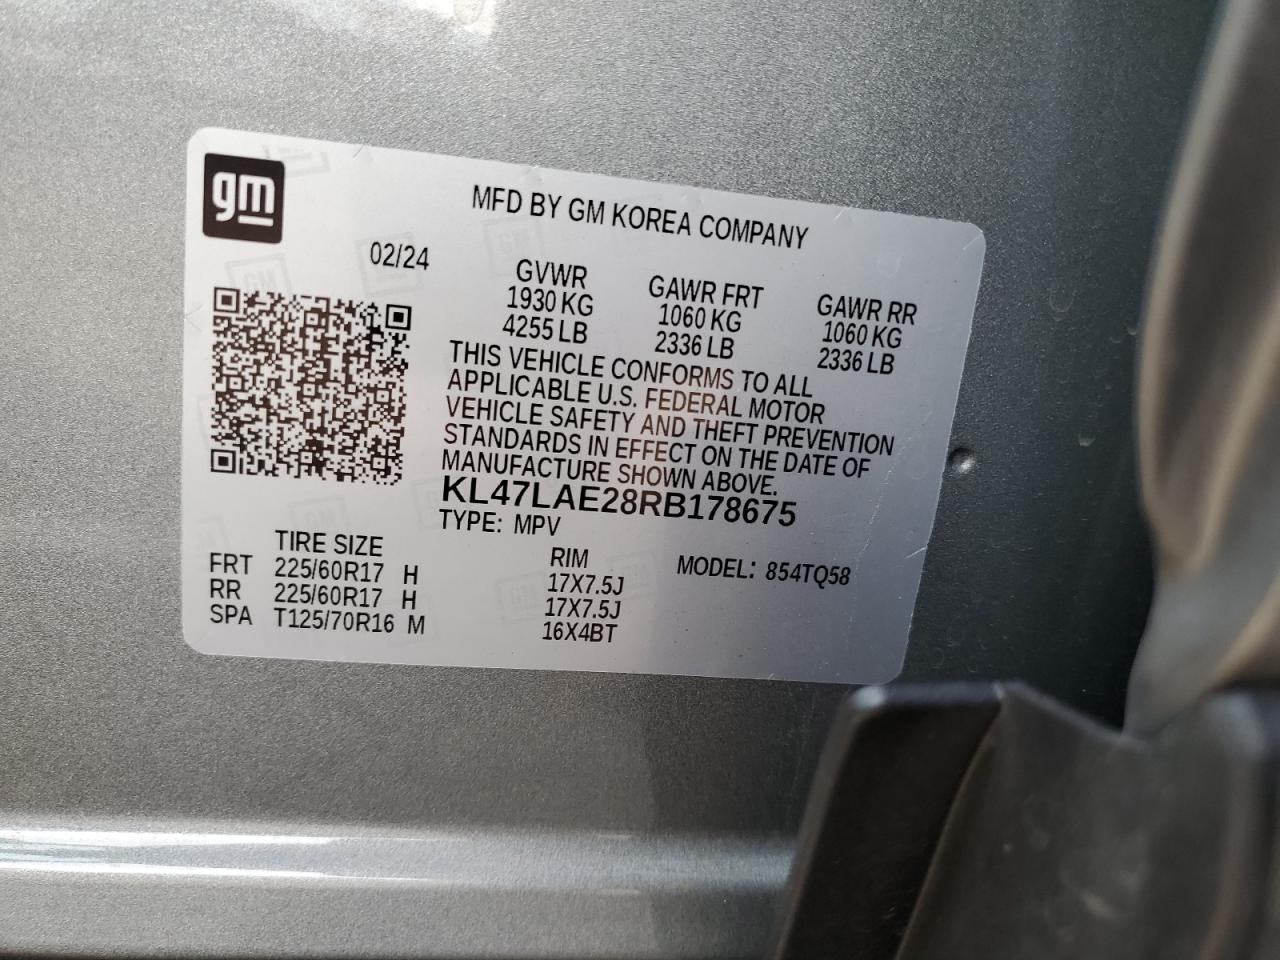 gm
MFD BY GM KOREA COMPANY
02/24
GVWR GAWR FRT GAWR RR
1930 KG 1060 KG 1060 KG
4255 LB 2336 LB 2336 LB
THIS VEHICLE CONFORMS TO ALL
APPLICABLE U.S. FEDERAL MOTOR
VEHICLE SAFETY AND THEFT PREVENTION
STANDARDS IN EFFECT ON THE DATE OF
MANUFACTURE SHOWN ABOVE.
KL47LAE28RB178675
TYPE: MPV
TIRE SIZE RIM MODEL: 854TQ58
FRT 225/60R17 H 17X7.5J
RR 225/60R17 H 17X7.5J
SPA T125/70R16 M 16X4BT